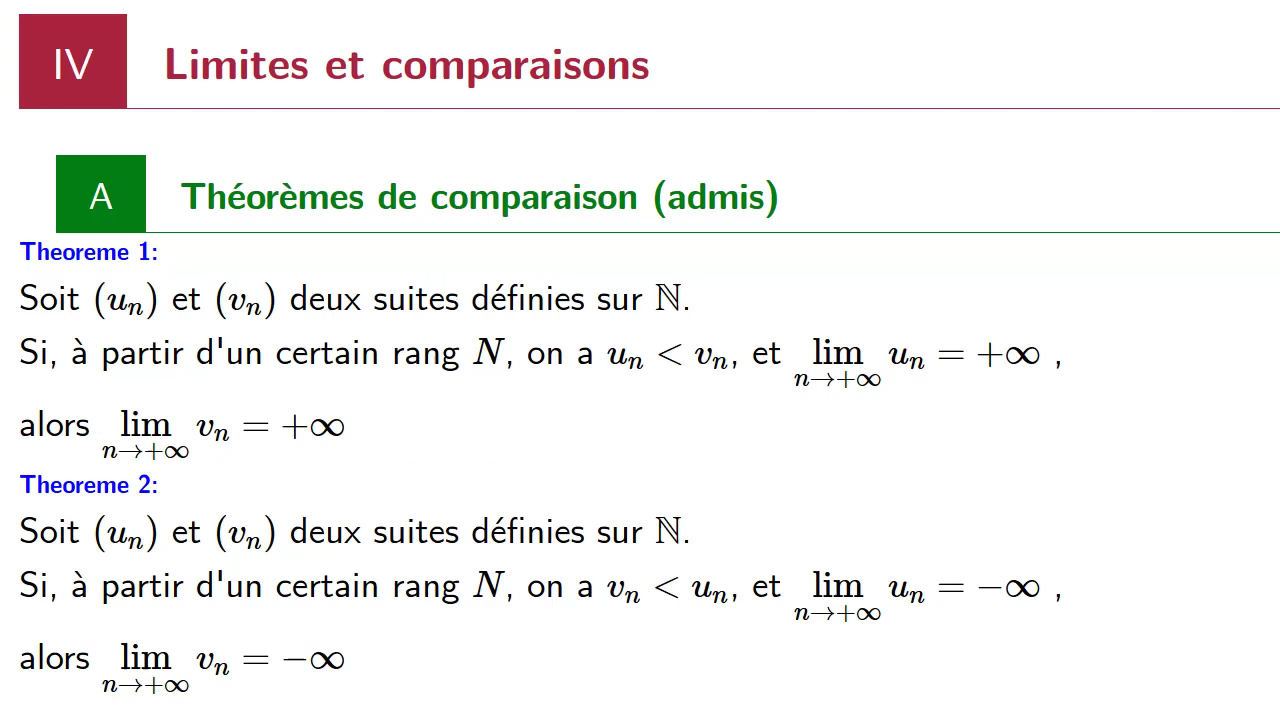 IV Limites et comparaisons
A Théorèmes de comparaison (admis)
Theoreme 1:
Soit (uₙ) et (vₙ) deux suites définies sur ℕ.
Si, à partir d'un certain rang N, on a uₙ < vₙ, et lim n→+∞ uₙ = +∞ ,
alors lim n→+∞ vₙ = +∞
Theoreme 2:
Soit (uₙ) et (vₙ) deux suites définies sur ℕ.
Si, à partir d'un certain rang N, on a vₙ < uₙ, et lim n→+∞ uₙ = −∞ ,
alors lim n→+∞ vₙ = −∞